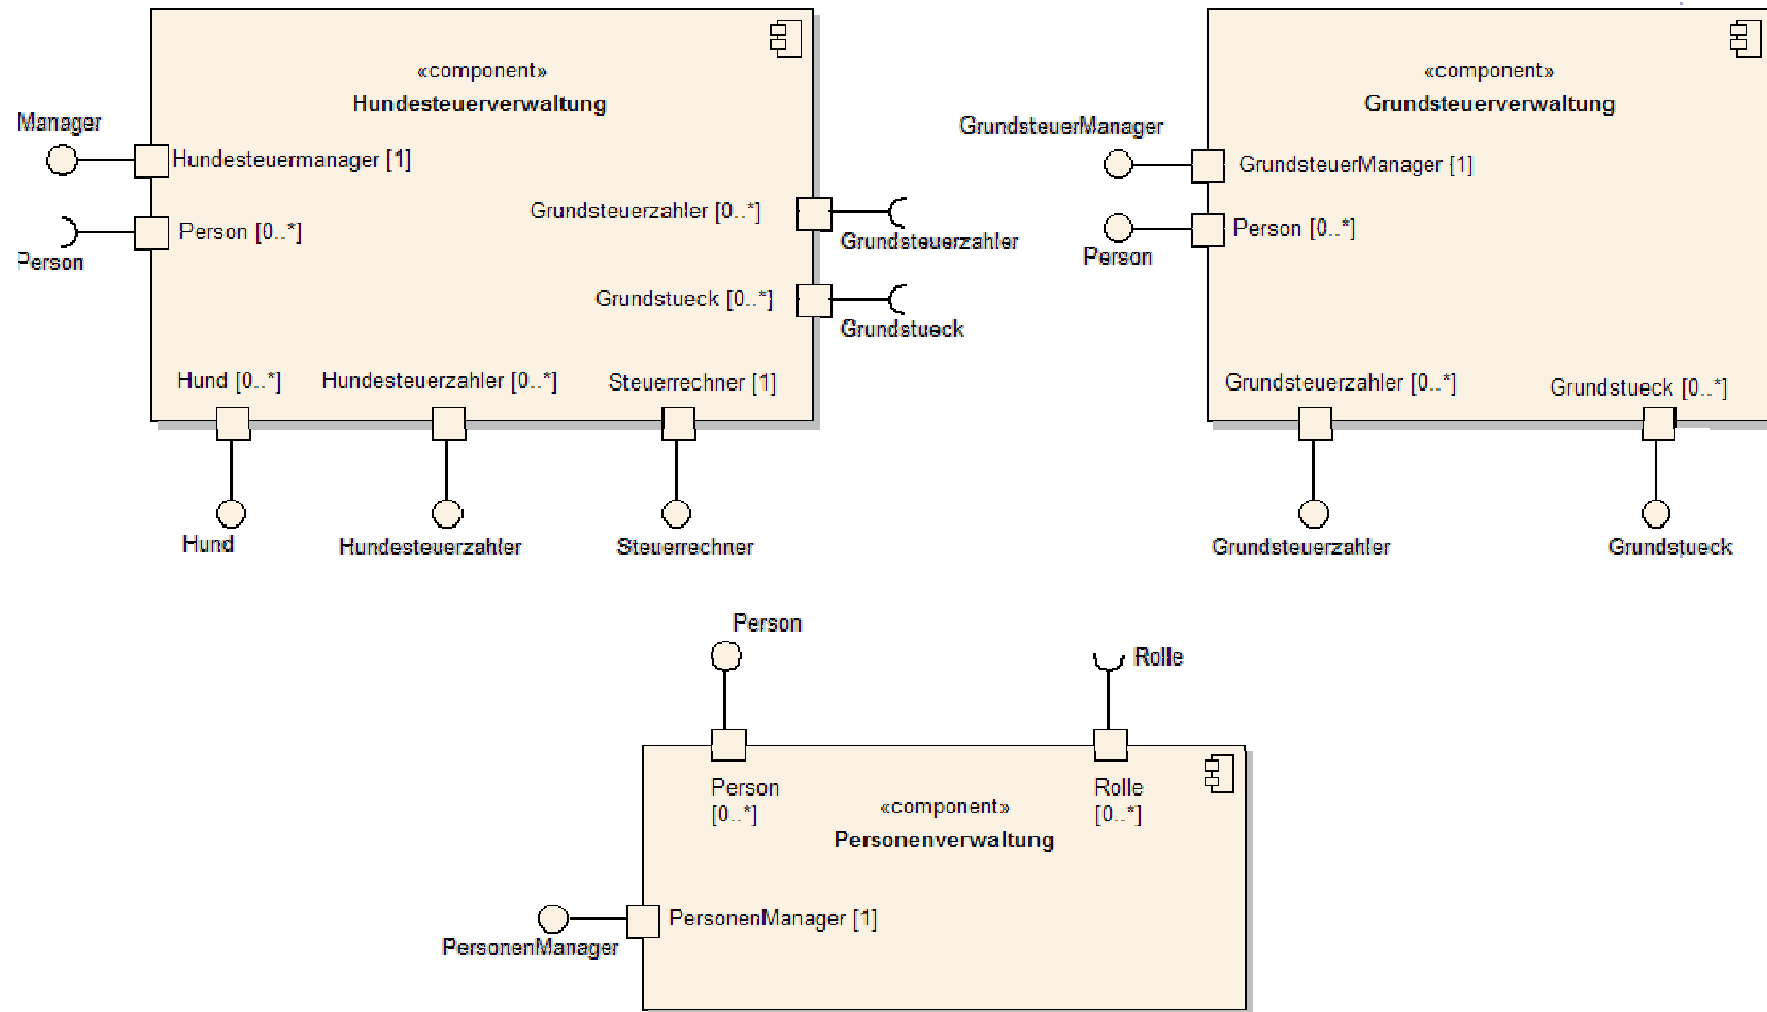 «component»
Hundesteuerverwaltung
Manager
Hundesteuermanager [1]
Person [0..*]
Person
Grundsteuerzahler [0..*]
Grundsteuerzahler
Grundstueck [0..*]
Grundstueck
Hund [0..*]
Hundesteuerzahler [0..*]
Steuerrechner [1]
Hund
Hundesteuerzahler
Steuerrechner
«component»
Grundsteuerverwaltung
GrundsteuerManager
GrundsteuerManager [1]
Person [0..*]
Person
Grundsteuerzahler [0..*]
Grundstueck [0..*]
Grundsteuerzahler
Grundstueck
Person
Rolle
Person
[0..*]
Rolle
[0..*]
«component»
Personenverwaltung
PersonenManager [1]
PersonenManager